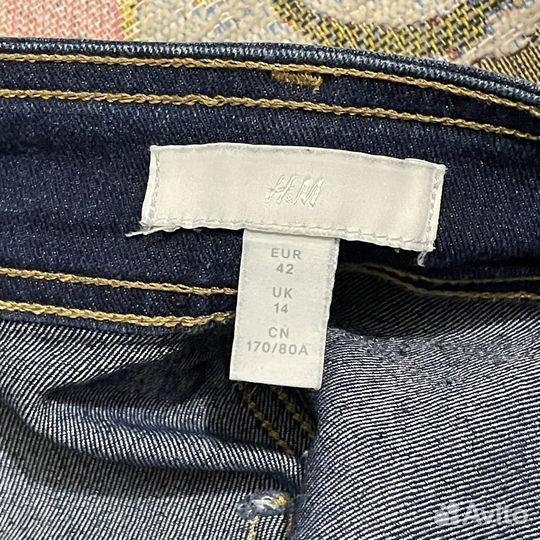 H&M
EUR
42
UK
14
CN
170/80A
Avito